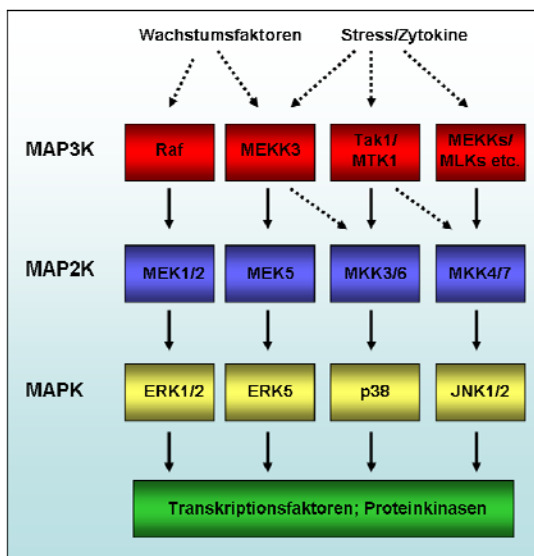 Wachstumsfaktoren Stress/Zytokine
MAP3K Raf MEKK3 Tak1/ MEKKs/
MTK1 MLKs etc.
MAP2K MEK1/2 MEK5 MKK3/6 MKK4/7
MAPK ERK1/2 ERK5 p38 JNK1/2
Transkriptionsfaktoren; Proteinkinasen